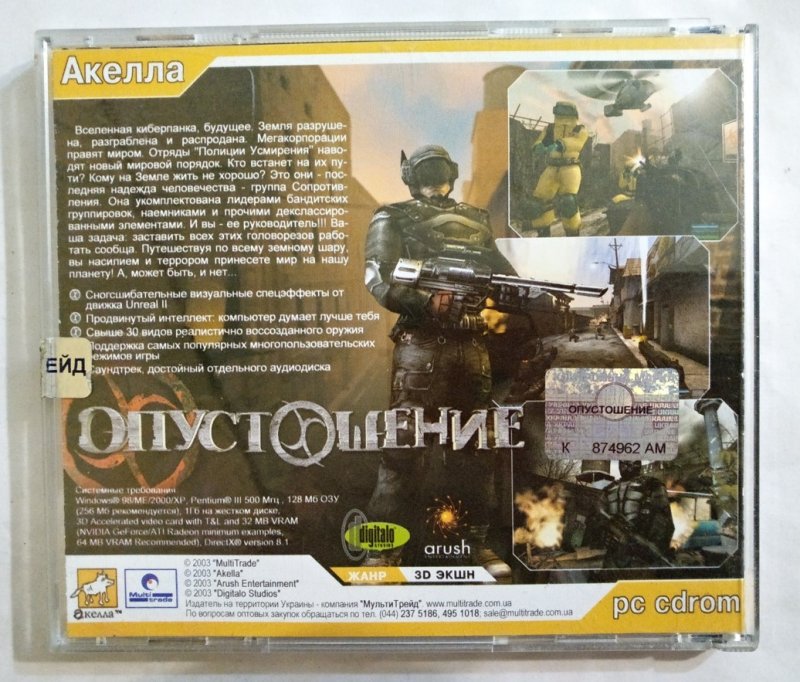 Акелла
Вселенная киберпанка, будущее. Земля разруше-
на, разграблена и распродана. Мегакорпорации
правят миром. Отряды "Полиции Усмирения" наво-
дят новый мировой порядок. Кто встанет на их пу-
ти? Кому на Земле жить не хорошо? Это они - пос-
ледняя надежда человечества - группа Сопротив-
ления. Она укомплектована лидерами бандитских
группировок, наемниками и прочими деклассиро-
ванными элементами. И вы - ее руководитель!!! Ва-
ша задача: заставить всех этих головорезов рабо-
тать сообща. Путешествуя по всему земному шару,
вы насилием и террором принесете мир на нашу
планету! А, может быть, и нет...
Сногсшибательные визуальные спецэффекты от
движка Unreal II
Продвинутый интеллект: компьютер думает лучше тебя
Свыше 30 видов реалистично воссозданного оружия
Поддержка самых популярных многопользовательских
режимов игры
Саундтрек, достойный отдельного аудиодиска
ЕЙД
ОПУСТОШЕНИЕ
ОПУСТОШЕНИЕ
К 874962 АМ
Системные требования:
Windows® 98/ME/2000/XP, Pentium® III 500 Мгц , 128 Мб ОЗУ
(256 Мб рекомендуется), 1Гб на жестком диске,
3D Accelerated video card with T&L and 32 MB VRAM
(NVIDIA GeForce/ATI Radeon minimum examples,
64 MB VRAM Recommended), DirectX® version 8.1
digitalo
STUDIOS
arush
ENTERTAINMENT
ЖАНР 3D ЭКШН
© 2003 "MultiTrade"
© 2003 "Akella"
© 2003 "Arush Entertainment"
© 2003 "Digitalo Studios"
Издатель на территории Украины - компания "МультиТрейд" www.multitrade.com.ua
По вопросам оптовых закупок обращаться по тел. (044) 237 5186, 495 1018; sale@multitrade.com.ua
акелла™
Multi
trade
pc cdrom